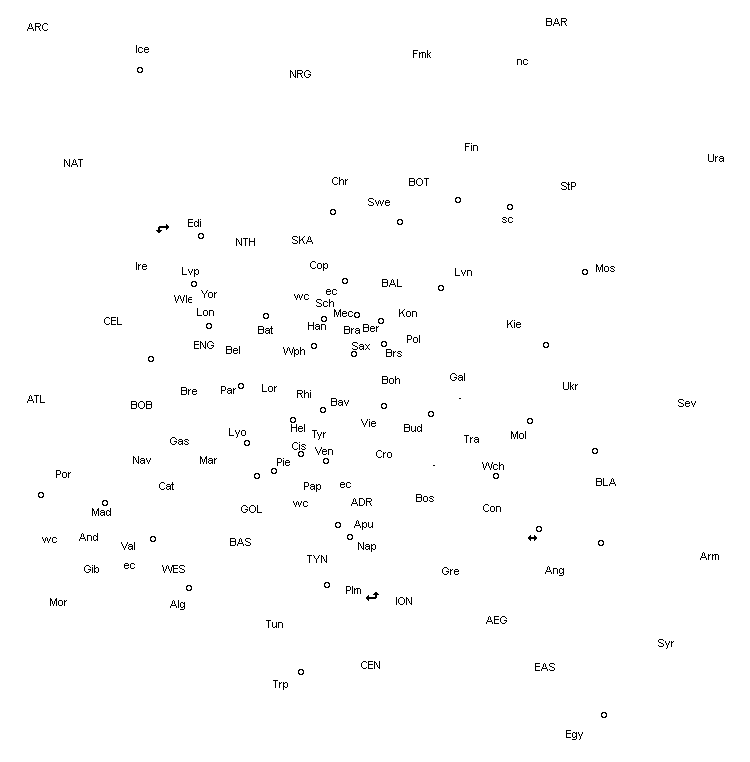 BAR
ARC
Ice
Fmk
nc
NRG
Fin
Ura
NAT
Chr
BOT
StP
Swe
sc
Edi
NTH
SKA
Ire
Lvp
Cop
Lvn
Mos
Wle
Yor
wc
ec
BAL
Sch
Lon
Mec
Kon
CEL
Bat
Han
Bra
Ber
Kie
ENG
Bel
Wph
Sax
Brs
Pol
Bre
Par
Lor
Rhi
Boh
Gal
Ukr
ATL
BOB
Bav
Sev
Lyo
Hel
Tyr
Vie
Bud
Gas
Cis
Ven
Tra
Mol
Nav
Mar
Pie
Cro
Por
Cat
Wch
Pap
ec
BLA
Mad
GOL
wc
ADR
Bos
Con
Apu
wc
And
Val
BAS
Nap
Arm
Gib
ec
WES
TYN
Gre
Ang
Mor
Alg
Plm
ION
Tun
AEG
Syr
CEN
EAS
Trp
Egy